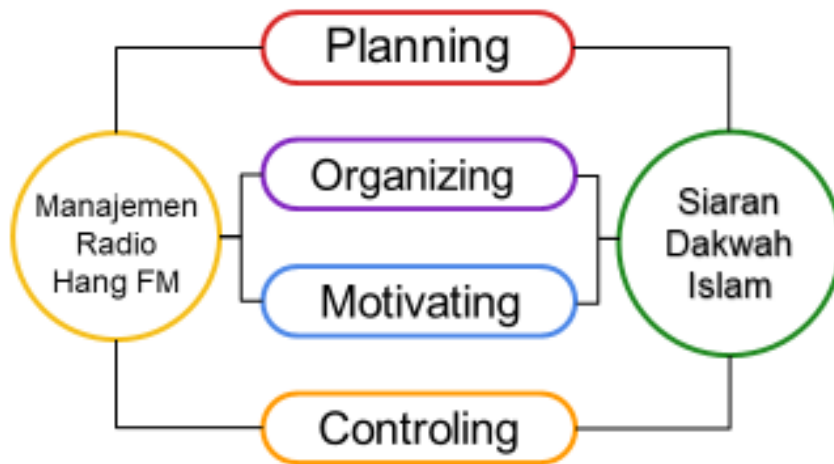 Planning
Organizing
Manajemen
Radio
Hang FM
Siaran
Dakwah
Islam
Motivating
Controling